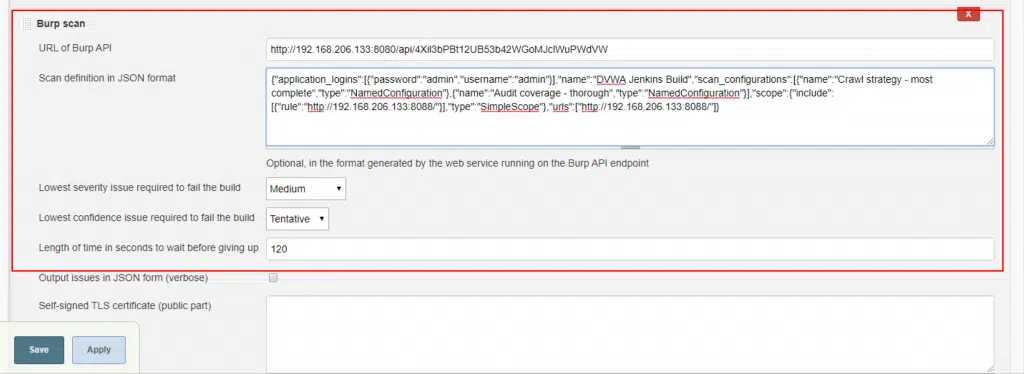 X
Burp scan
URL of Burp API
http://192.168.206.133:8080/api/4Xil3bPBt12UB53b42WGoMJclWuPWdVW
Scan definition in JSON format
{"application_logins":[{"password":"admin","username":"admin"}],"name":"DVWA Jenkins Build","scan_configurations":[{"name":"Crawl strategy - most
complete","type":"NamedConfiguration"},{"name":"Audit coverage - thorough","type":"NamedConfiguration"}],"scope":{"include":
[{"rule":"http://192.168.206.133:8088/"}],"type":"SimpleScope"},"urls":["http://192.168.206.133:8088/"]}
Optional, in the format generated by the web service running on the Burp API endpoint
Lowest severity issue required to fail the build
Medium
Lowest confidence issue required to fail the build
Tentative
Length of time in seconds to wait before giving up
120
Output issues in JSON form (verbose)
Self-signed TLS certificate (public part)
Save
Apply